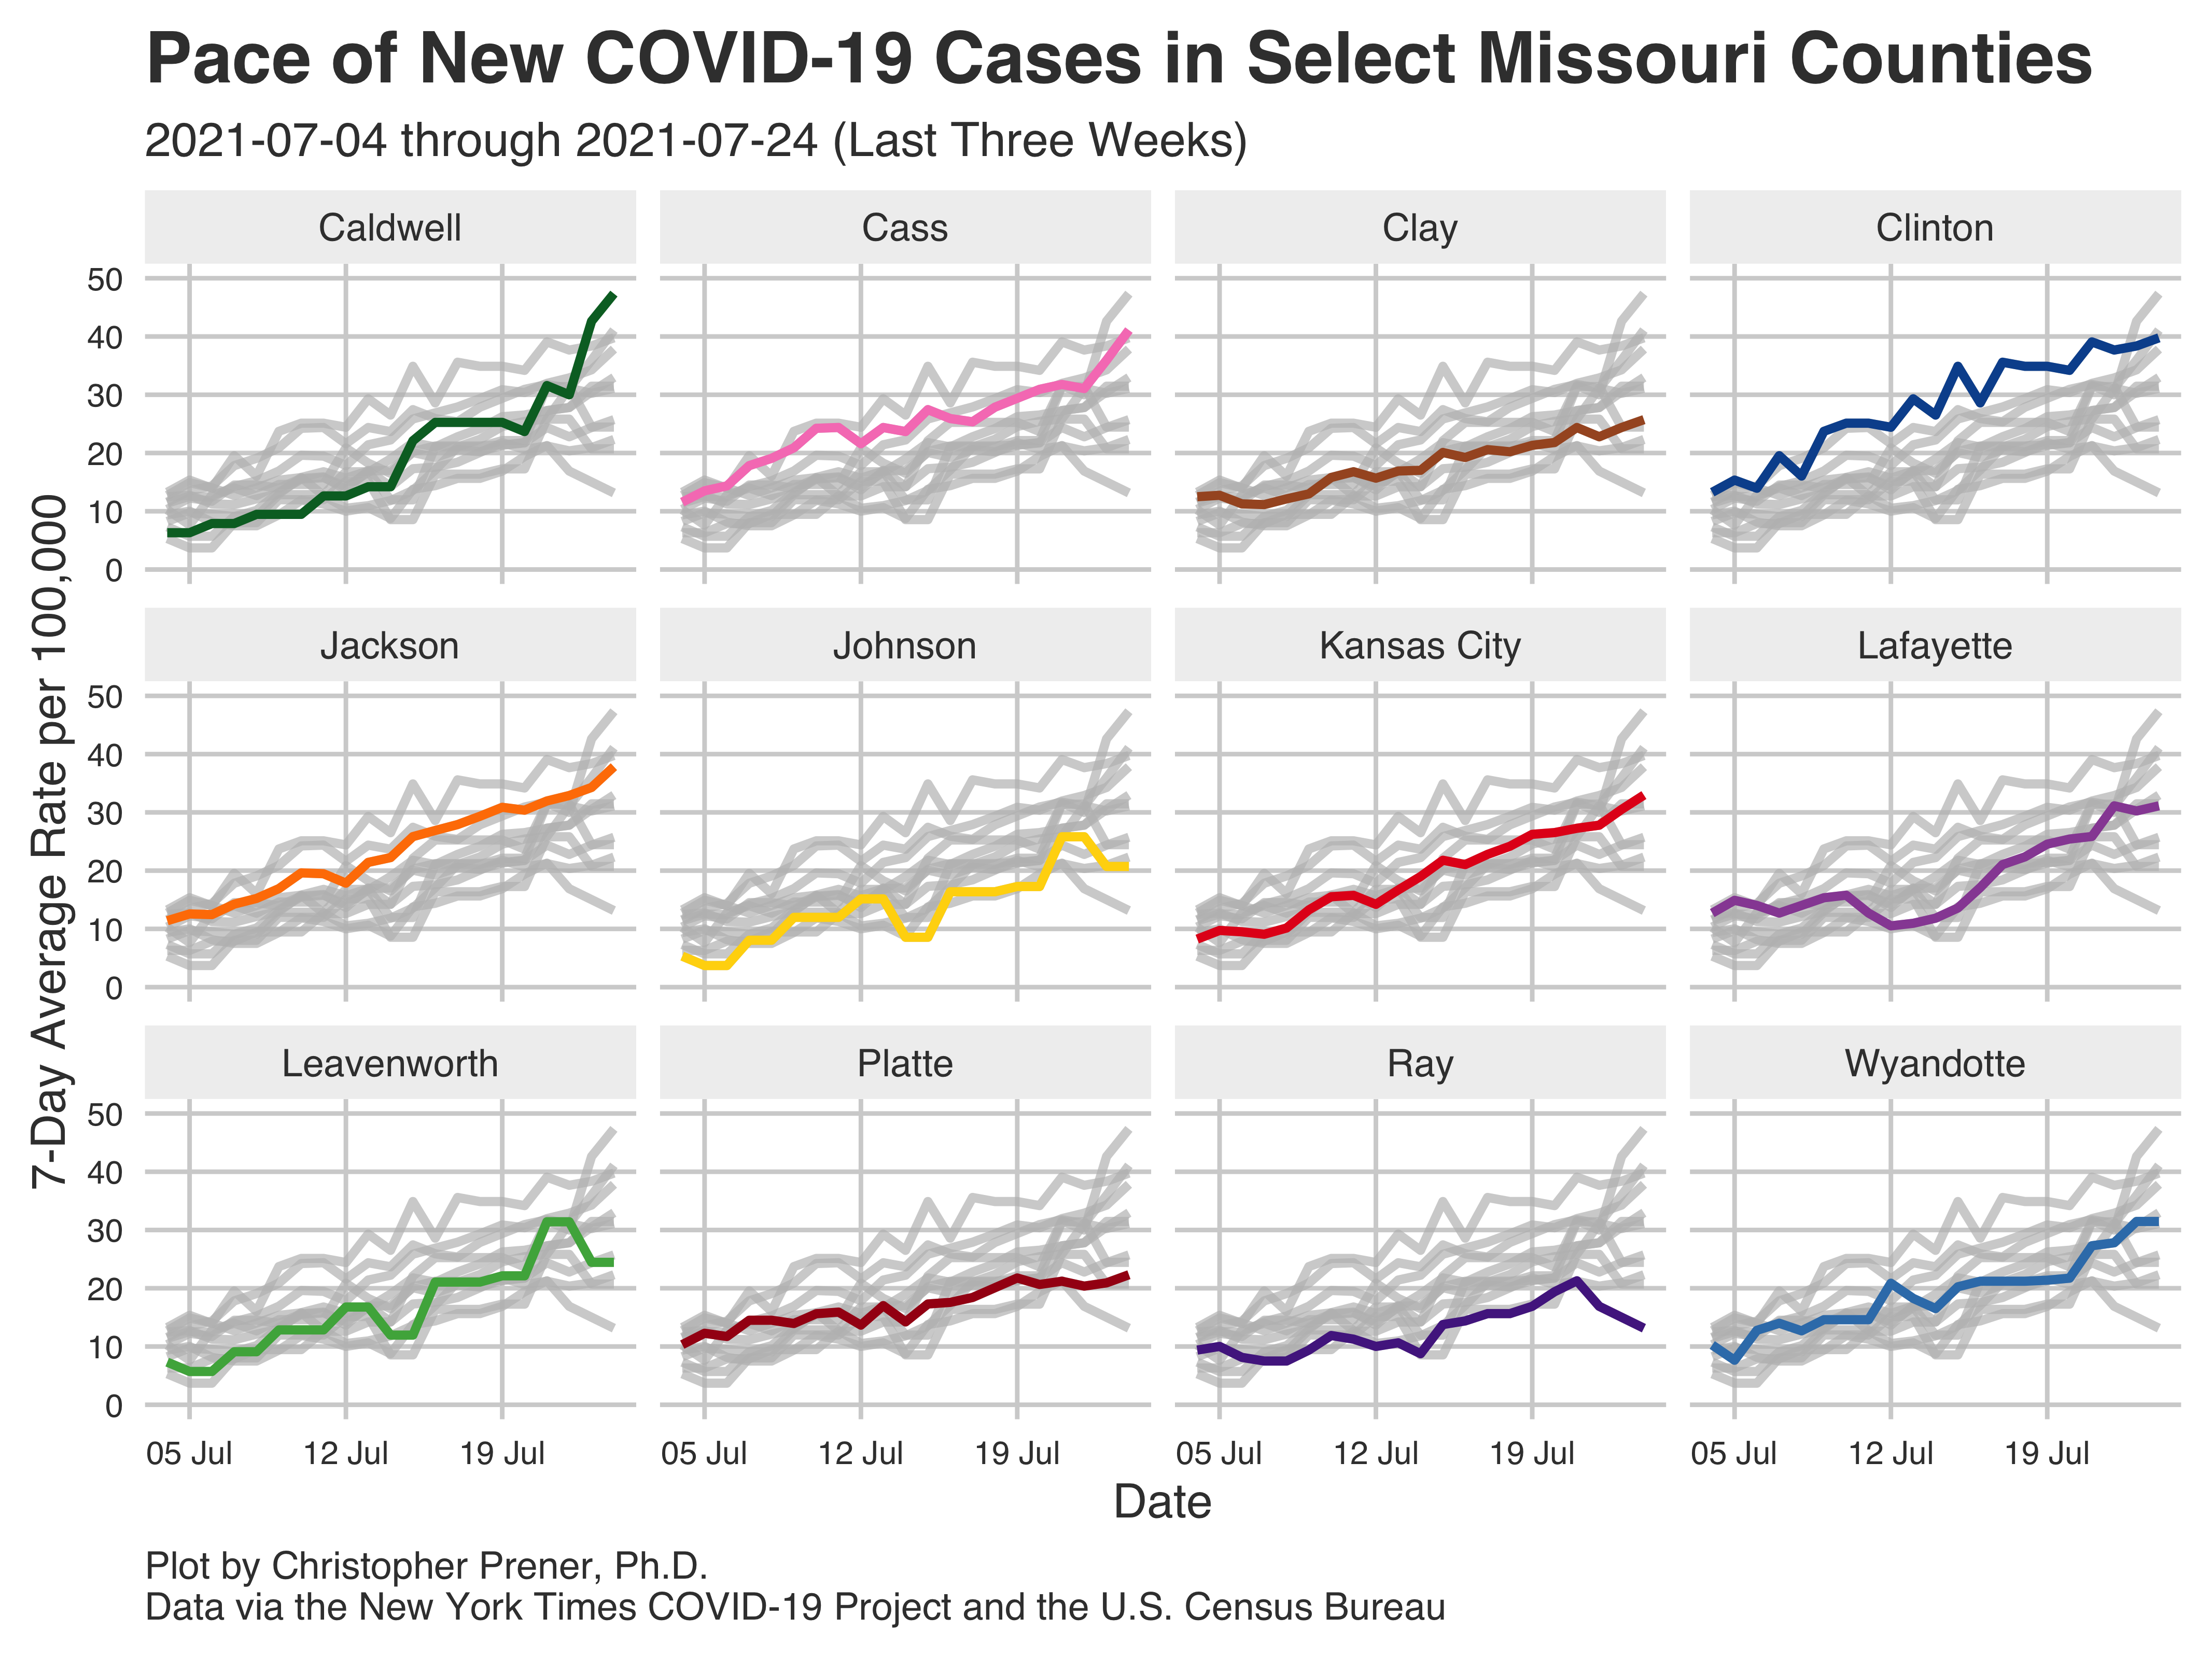 Pace of New COVID-19 Cases in Select Missouri Counties
2021-07-04 through 2021-07-24 (Last Three Weeks)
Caldwell
Cass
Clay
Clinton
50
40
30
20
10
0
Jackson
Johnson
Kansas City
Lafayette
50
40
30
20
10
0
Leavenworth
Platte
Ray
Wyandotte
50
40
30
20
10
0
7-Day Average Rate per 100,000
05 Jul 12 Jul 19 Jul 05 Jul 12 Jul 19 Jul 05 Jul 12 Jul 19 Jul 05 Jul 12 Jul 19 Jul
Date
Plot by Christopher Prener, Ph.D.
Data via the New York Times COVID-19 Project and the U.S. Census Bureau